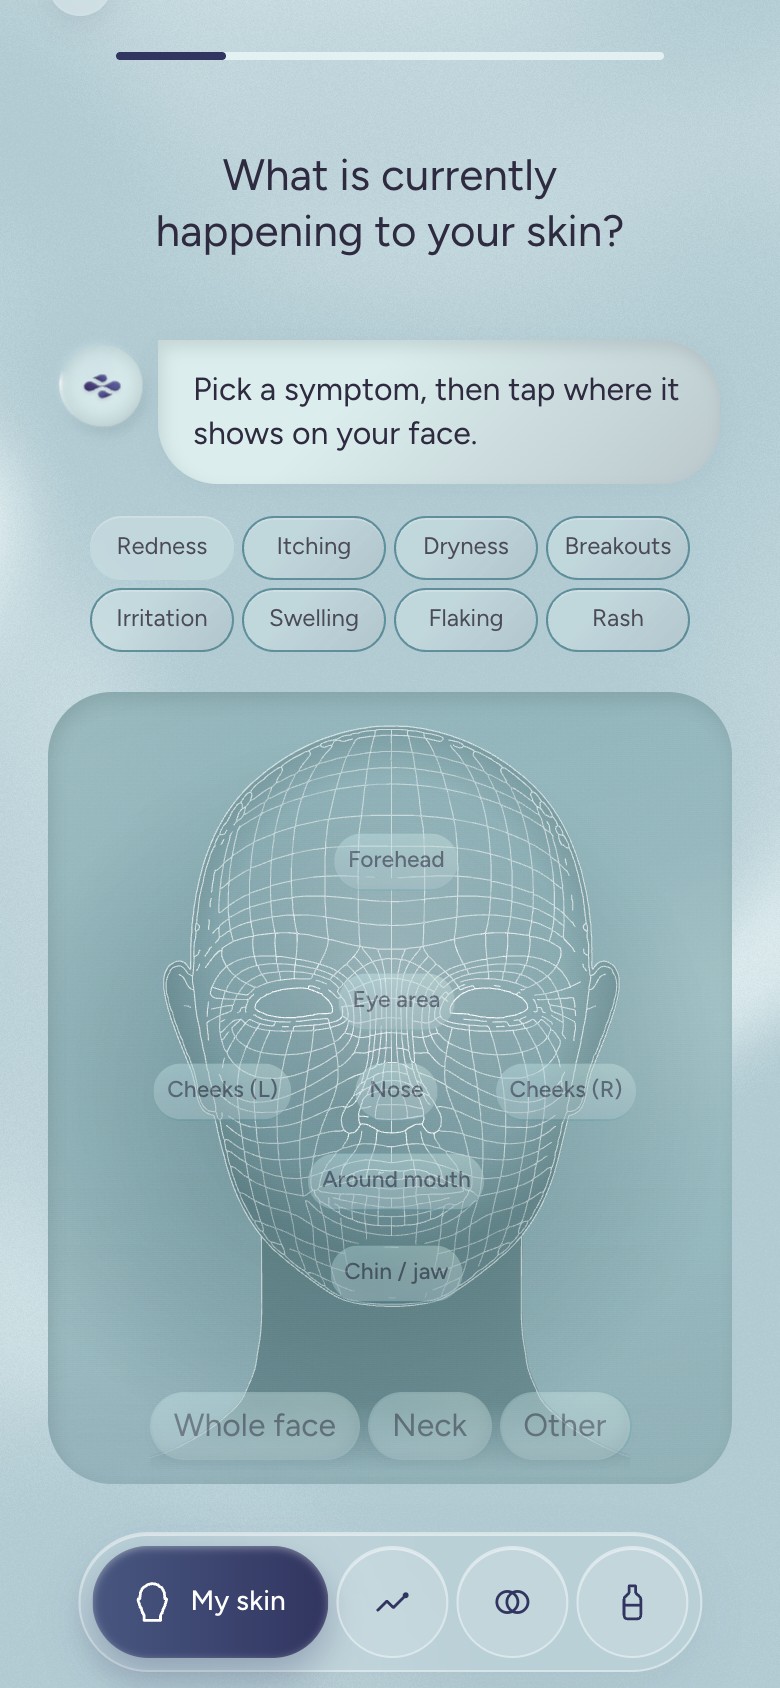 What is currently
happening to your skin?
Pick a symptom, then tap where it
shows on your face.
Redness Itching Dryness Breakouts
Irritation Swelling Flaking Rash
Forehead
Eye area
Cheeks (L) Nose Cheeks (R)
Around mouth
Chin / jaw
Whole face Neck Other
My skin